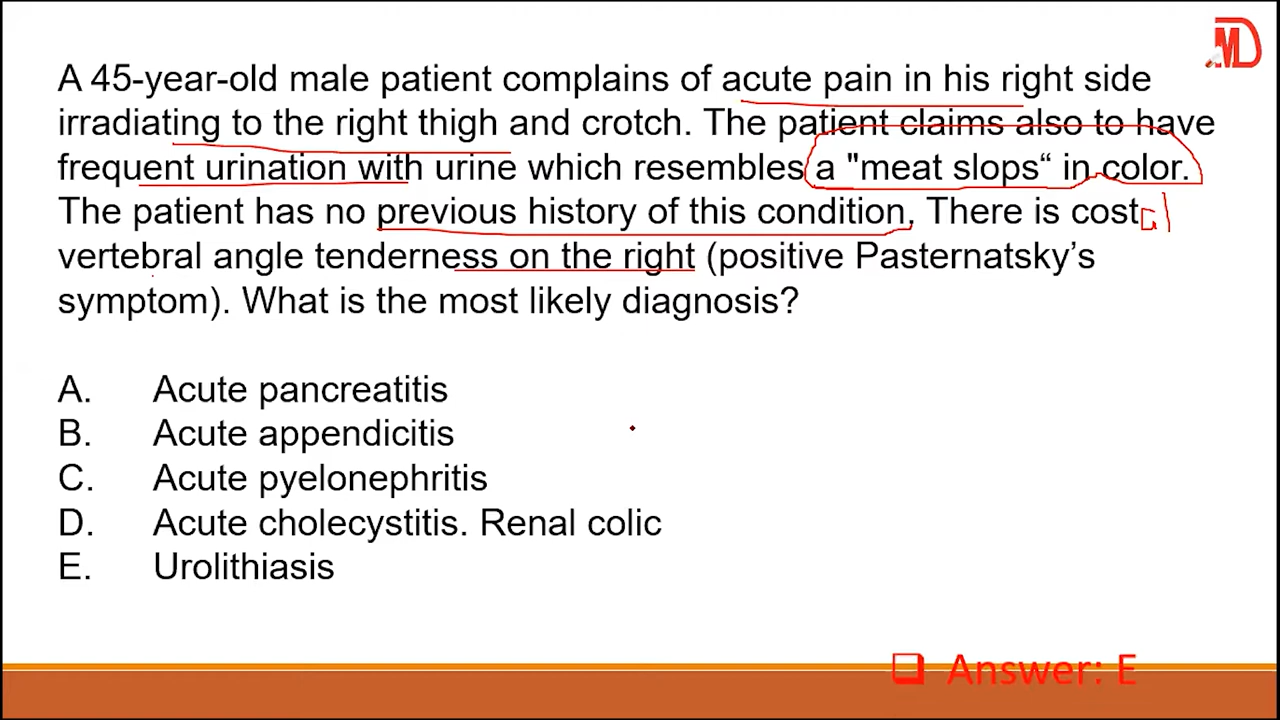 MD
A 45-year-old male patient complains of acute pain in his right side
irradiating to the right thigh and crotch. The patient claims also to have
frequent urination with urine which resembles a "meat slops“ in color.
The patient has no previous history of this condition, There is cost al
vertebral angle tenderness on the right (positive Pasternatsky’s
symptom). What is the most likely diagnosis?
A. Acute pancreatitis
B. Acute appendicitis
C. Acute pyelonephritis
D. Acute cholecystitis. Renal colic
E. Urolithiasis
Answer: E